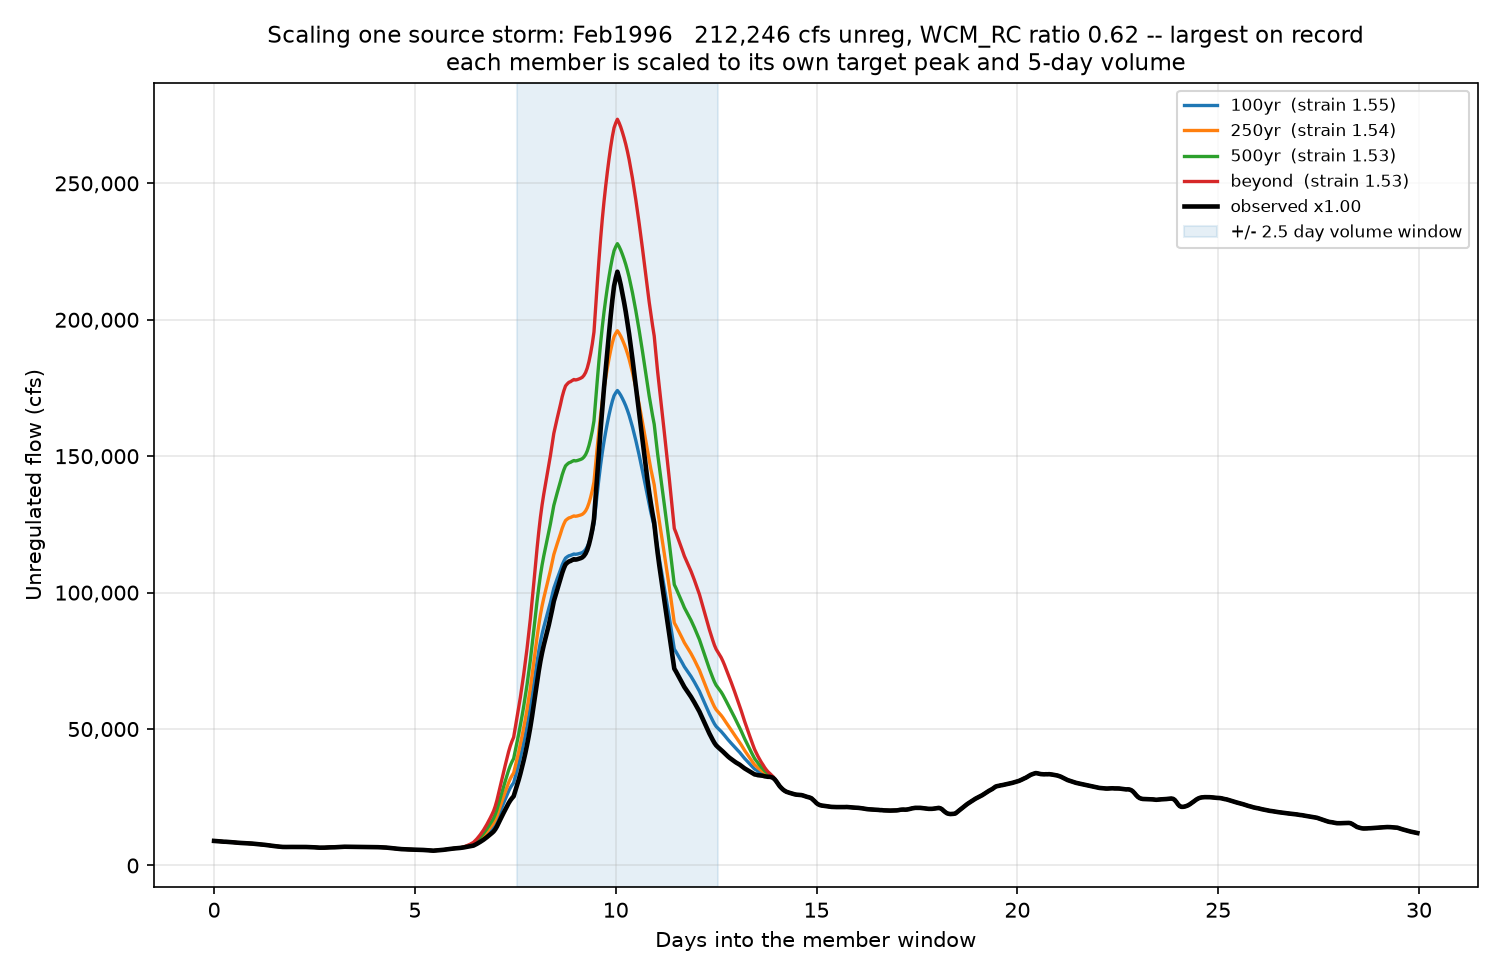 Scaling one source storm: Feb1996   212,246 cfs unreg, WCM_RC ratio 0.62 -- largest on record
each member is scaled to its own target peak and 5-day volume
100yr  (strain 1.55)
250yr  (strain 1.54)
500yr  (strain 1.53)
beyond  (strain 1.53)
observed x1.00
+/- 2.5 day volume window
Unregulated flow (cfs)
250,000
200,000
150,000
100,000
50,000
0
0 5 10 15 20 25 30
Days into the member window